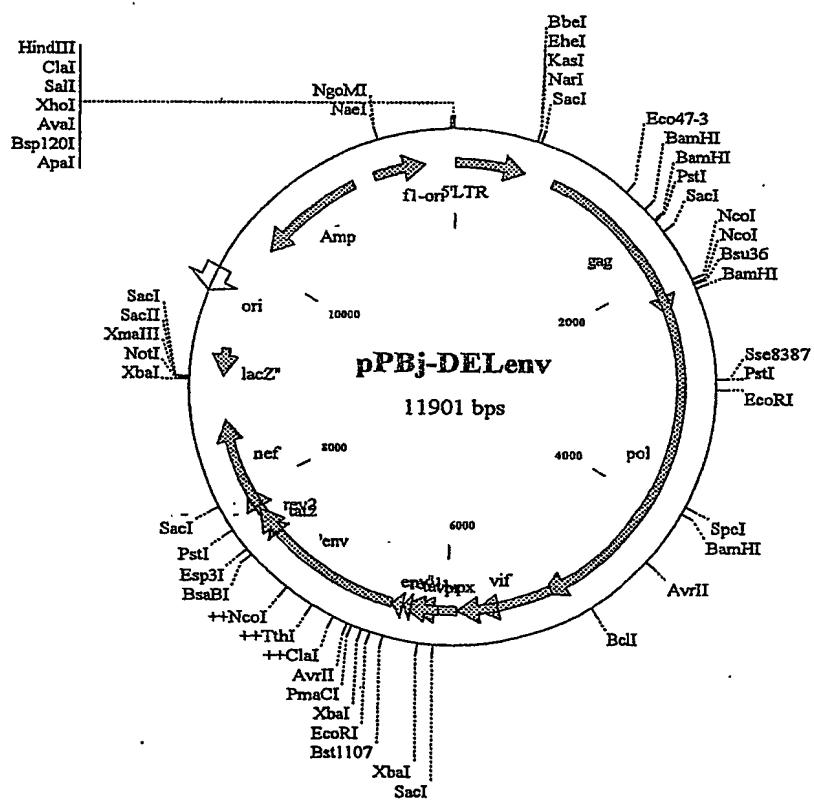 HindIII
ClaI
SalI
XhoI
AvaI
Bsp120I
ApaI
NgoMI
NaeI
BbeI
EheI
KasI
NarI
SacI
Eco47-3
BamHI
BamHI
PstI
SacI
NcoI
NcoI
Bsu36
BamHI
Sse8387
PstI
EcoRI
SpeI
BamHI
AvrII
BclI
f1-ori
5'LTR
Amp
gag
ori
10000
2000
SacI
SacII
XmaIII
NotI
XbaI
lacZ"
pPBj-DELenv
11901 bps
nef
8000
4000
pol
rev2
tat2
'env
6000
vif
SacI
PstI
Esp3I
BsaBI
++NcoI
++TthI
++ClaI
AvrII
PmaCI
XbaI
EcoRI
Bst1107
XbaI
SacI